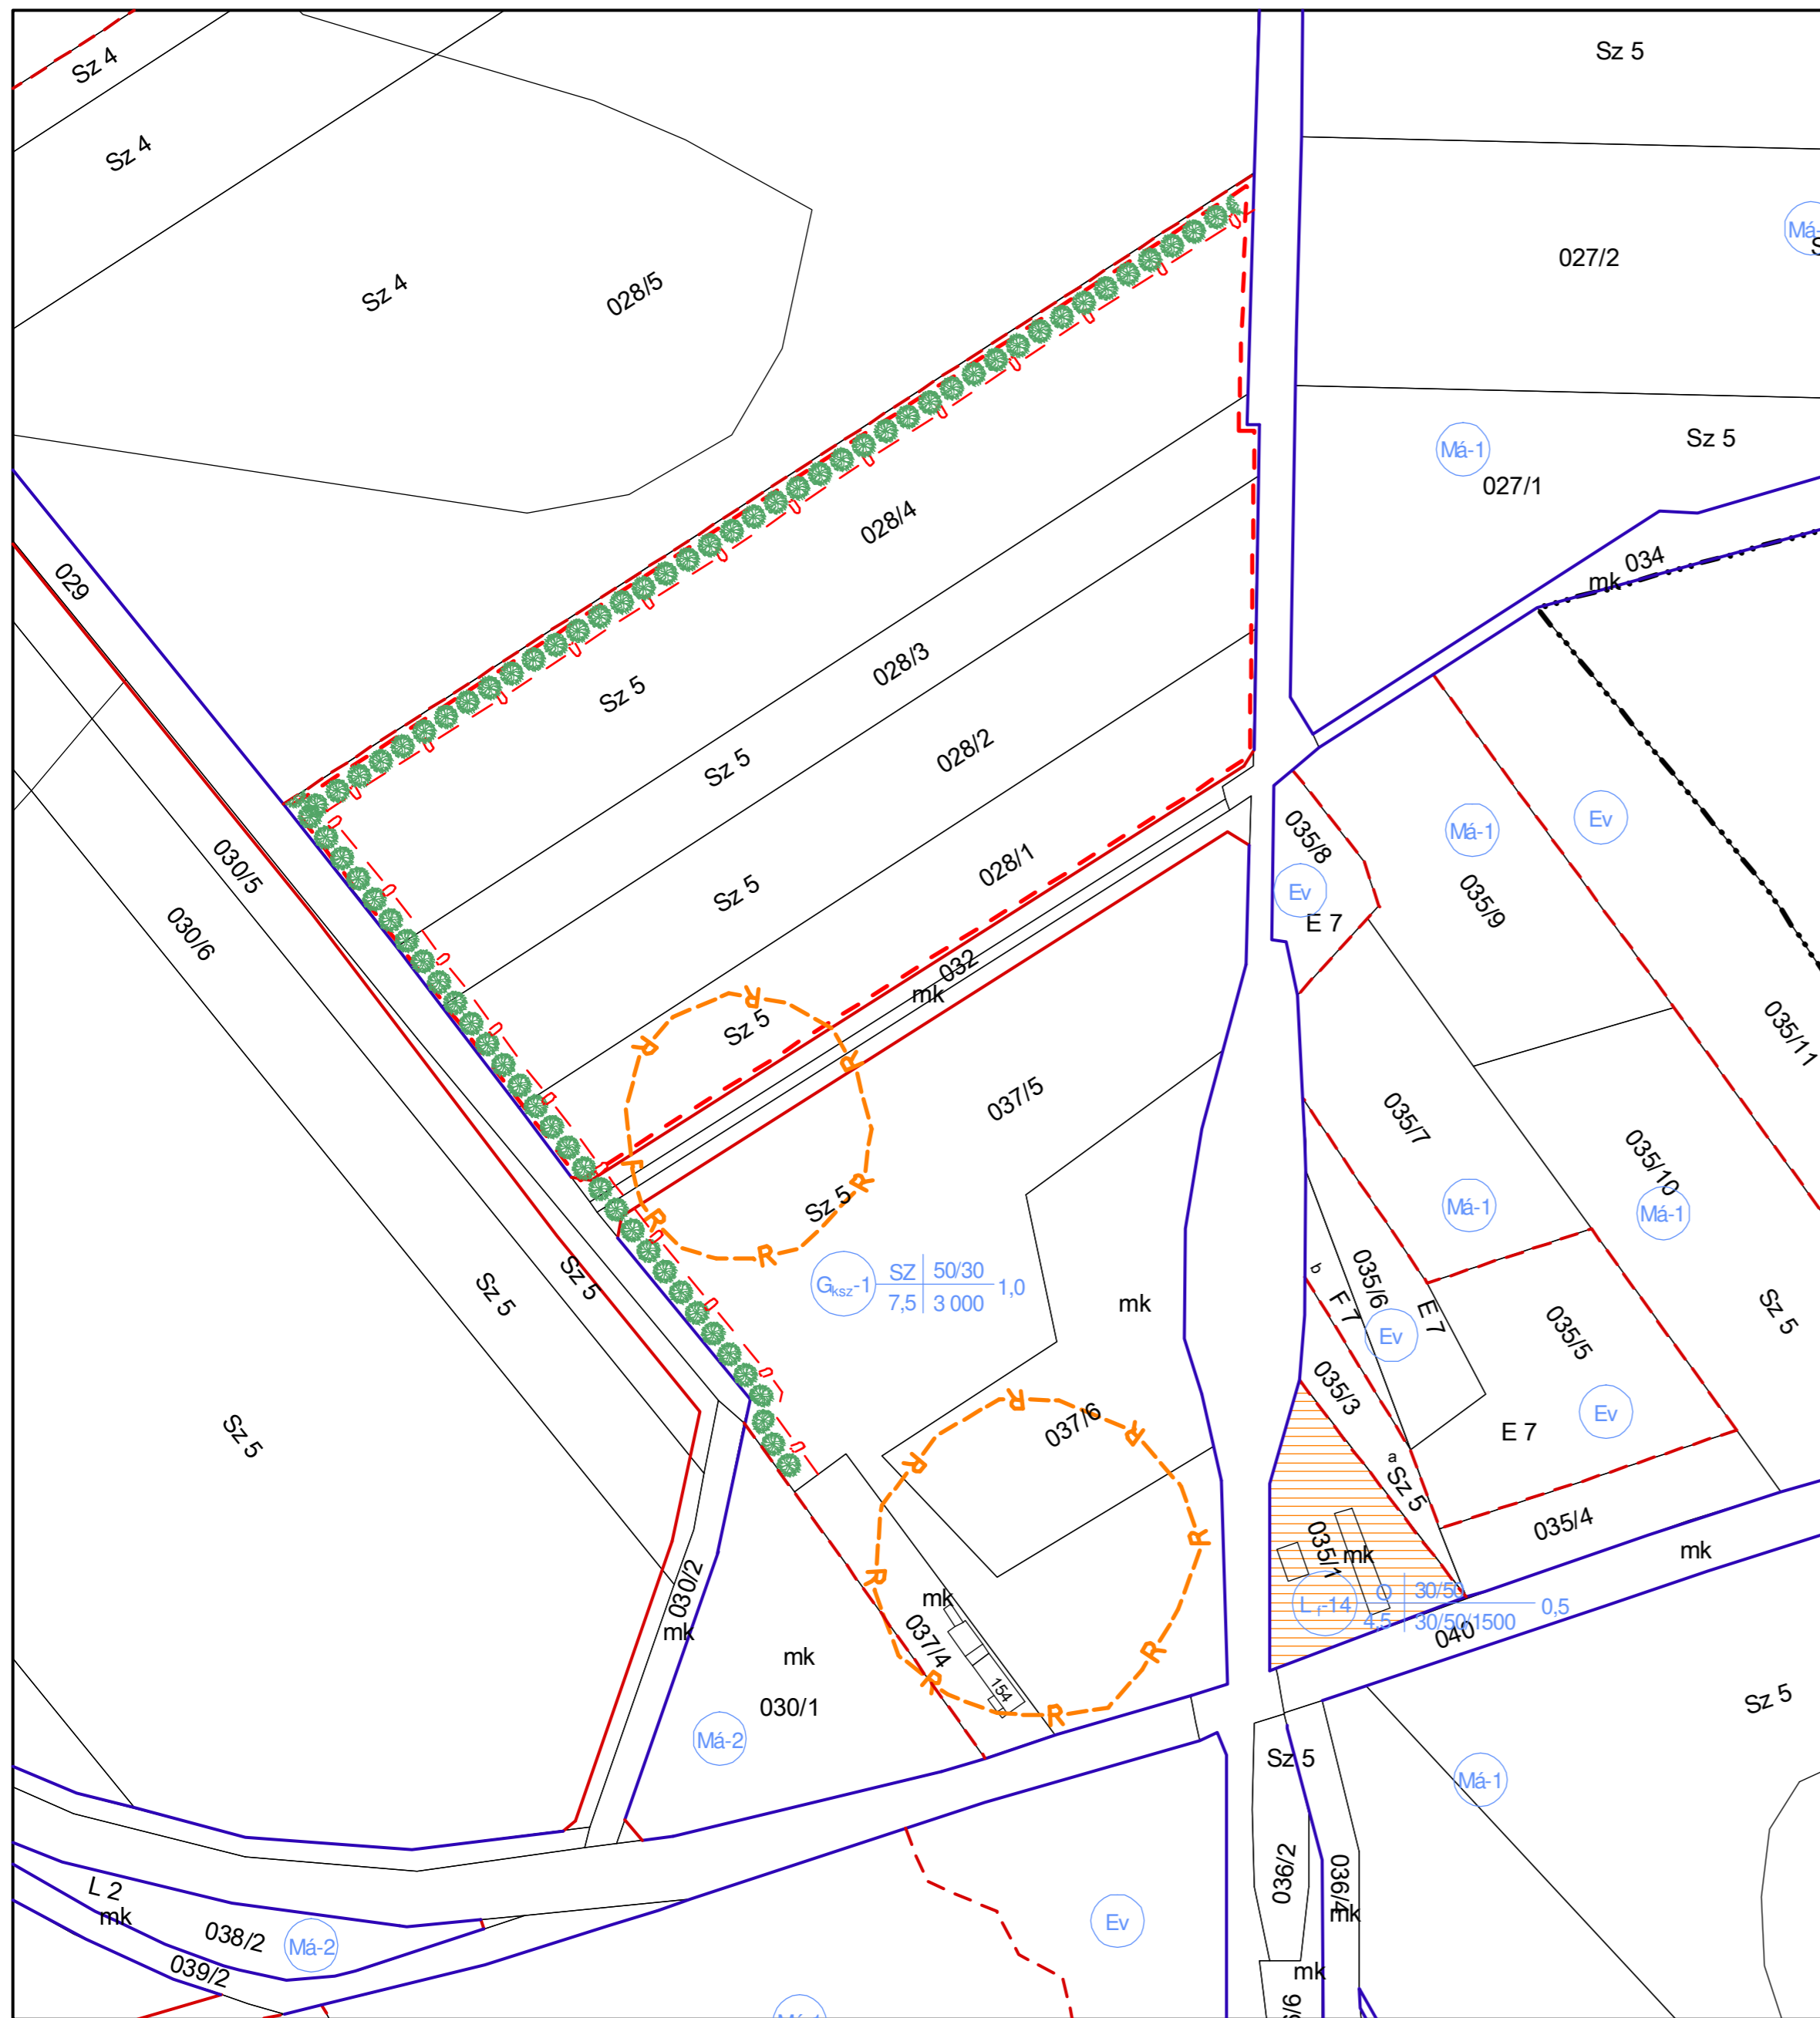 Sz 4
Sz 5
Sz 4
027/2
Má-
Sz 4
028/5
Má-1
Sz 5
027/1
028/4
034
mk
029
028/3
Sz 5
028/2
Sz 5
Má-1
Ev
035/8
028/1
030/5
Sz 5
Ev
035/9
E 7
030/6
032
mk
Sz 5
R
R
R
035/11
037/5
035/7
035/10
R
R
R
R
Sz 5
Má-1
Má-1
Sz 5
Sz 5
Gksz-1
SZ 50/30
7,5 3 000
1,0
mk
b
F 7
035/6
E 7
Ev
035/5
Sz 5
035/3
Ev
Sz 5
037/6
R
R
R
R
R
R
R
R
E 7
a
Sz 5
035/4
mk
035/1
mk
030/2
mk
mk
037/4
154
mk
030/1
Má-2
Lf-14
O 30/50
4,5 30/50/1500
0,5
040
Sz 5
Sz 5
Má-1
036/2
036/4
mk
L 2
mk
038/2
Má-2
039/2
Ev
mk